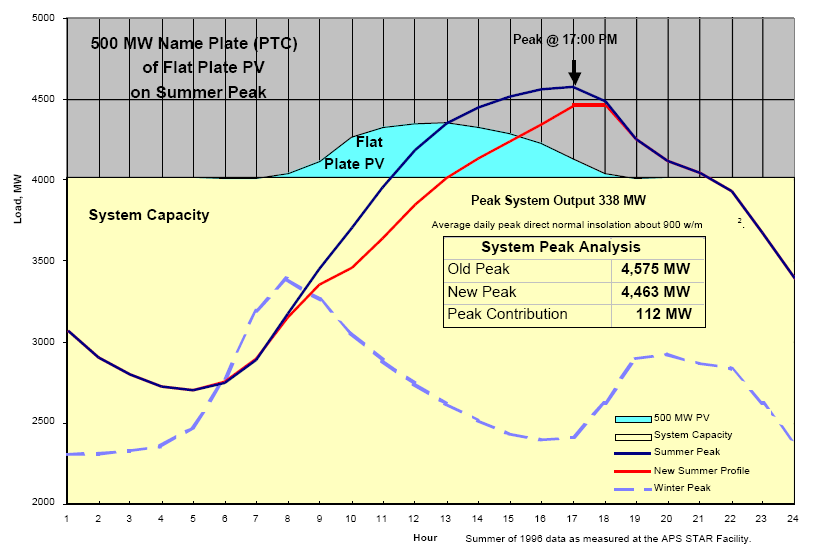 500 MW Name Plate (PTC)
of Flat Plate PV
on Summer Peak
Peak @ 17:00 PM
Flat
Plate PV
System Capacity
Peak System Output 338 MW
Average daily peak direct normal insolation about 900 w/m 2.
System Peak Analysis
Old Peak 4,575 MW
New Peak 4,463 MW
Peak Contribution 112 MW
500 MW PV
System Capacity
Summer Peak
New Summer Profile
Winter Peak
Load, MW
5000
4500
4000
3500
3000
2500
2000
1 2 3 4 5 6 7 8 9 10 11 12 13 14 15 16 17 18 19 20 21 22 23 24
Hour
Summer of 1996 data as measured at the APS STAR Facility.